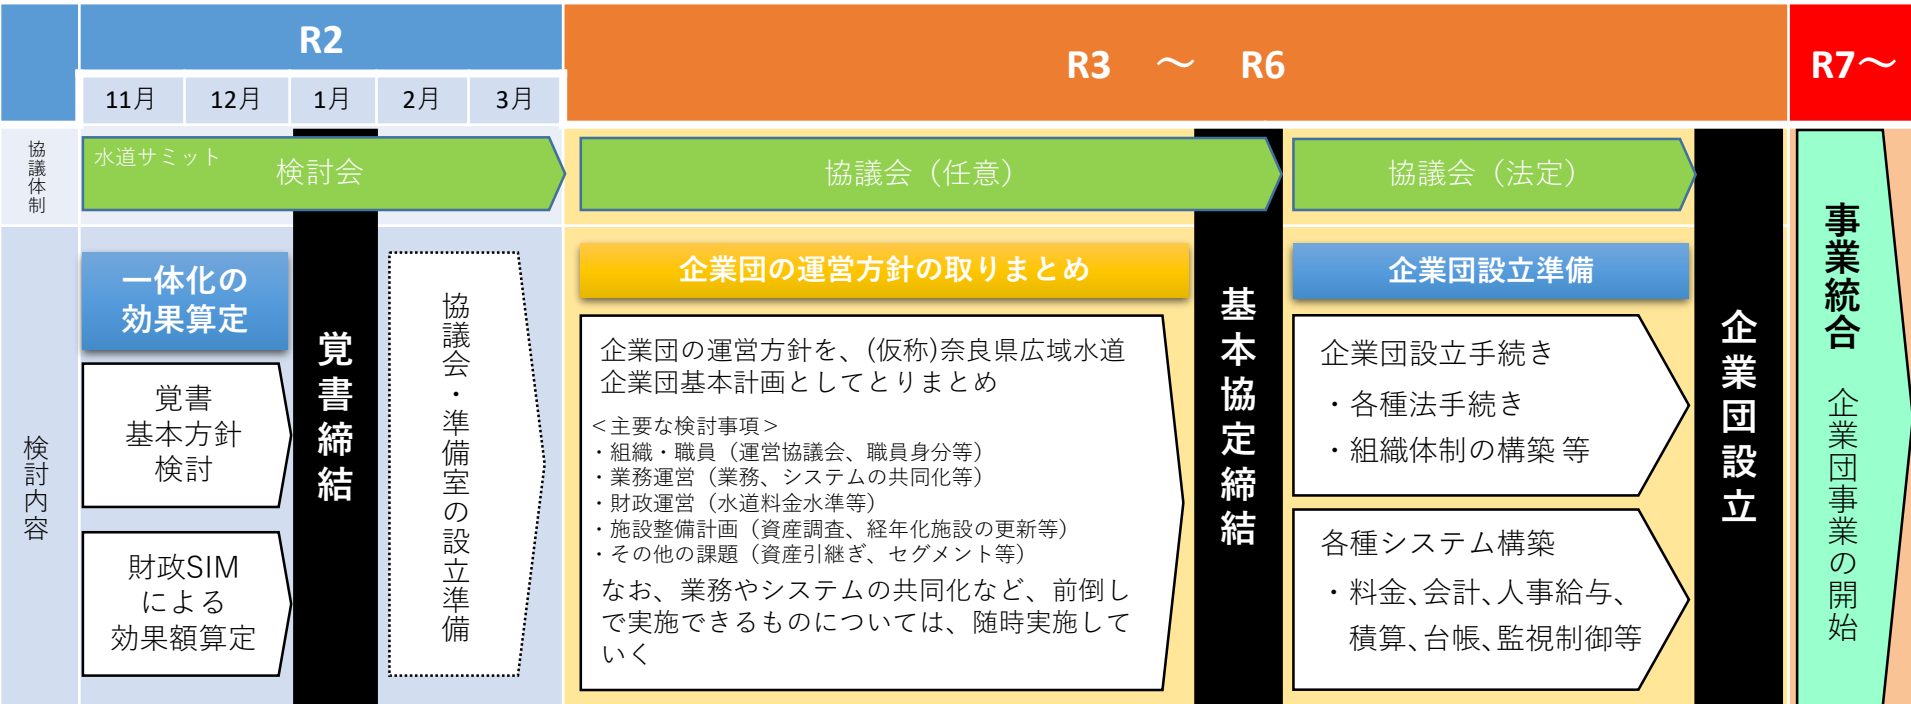 R2
R3 ～ R6
R7～
11月
12月
1月
2月
3月
協議体制
水道サミット
検討会
協議会（任意）
協議会（法定）
検討内容
一体化の
効果算定
覚書
基本方針
検討
財政SIM
による
効果額算定
覚書締結
協議会・準備室の設立準備
企業団の運営方針の取りまとめ
企業団の運営方針を、(仮称)奈良県広域水道
企業団基本計画としてとりまとめ
＜主要な検討事項＞
・組織・職員（運営協議会、職員身分等）
・業務運営（業務、システムの共同化等）
・財政運営（水道料金水準等）
・施設整備計画（資産調査、経年化施設の更新等）
・その他の課題（資産引継ぎ、セグメント等）
なお、業務やシステムの共同化など、前倒し
で実施できるものについては、随時実施して
いく
基本協定締結
企業団設立準備
企業団設立手続き
・各種法手続き
・組織体制の構築 等
各種システム構築
・料金、会計、人事給与、
積算、台帳、監視制御等
企業団設立
事業統合 企業団事業の開始